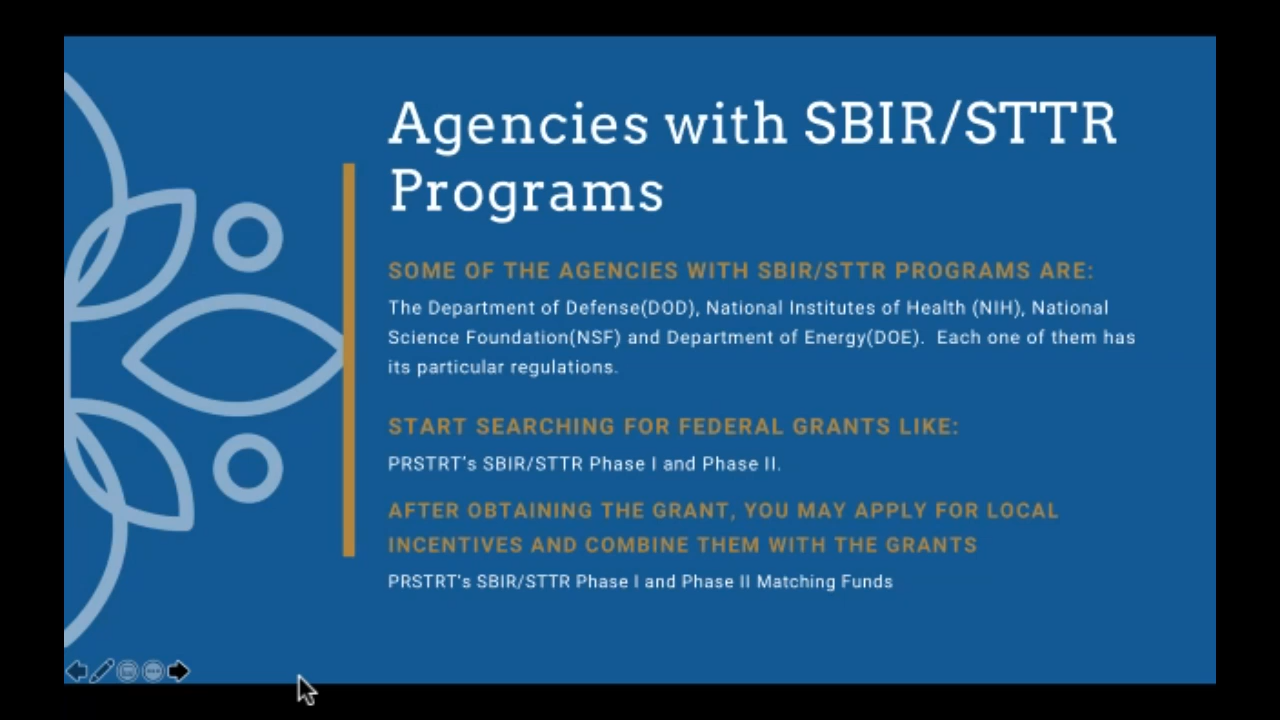 Agencies with SBIR/STTR
Programs
SOME OF THE AGENCIES WITH SBIR/STTR PROGRAMS ARE:
The Department of Defense(DOD), National Institutes of Health (NIH), National
Science Foundation(NSF) and Department of Energy(DOE).  Each one of them has
its particular regulations.
START SEARCHING FOR FEDERAL GRANTS LIKE:
PRSTRT's SBIR/STTR Phase I and Phase II.
AFTER OBTAINING THE GRANT, YOU MAY APPLY FOR LOCAL
INCENTIVES AND COMBINE THEM WITH THE GRANTS
PRSTRT's SBIR/STTR Phase I and Phase II Matching Funds